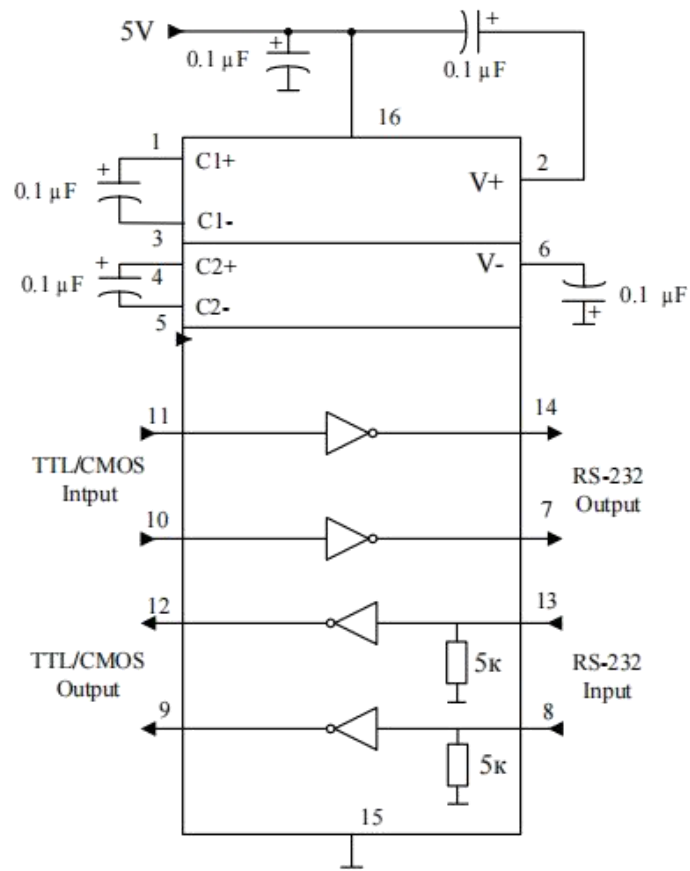 5V
+
0.1 µF
+
0.1 µF
16
1
C1+
V+
2
+
0.1 µF
C1-
3
+
0.1 µF
4
C2+
V-
6
C2-
0.1 µF
+
5
11
14
TTL/CMOS
Intput
RS-232
Output
10
7
12
13
TTL/CMOS
Output
5к
RS-232
Input
9
8
5к
15